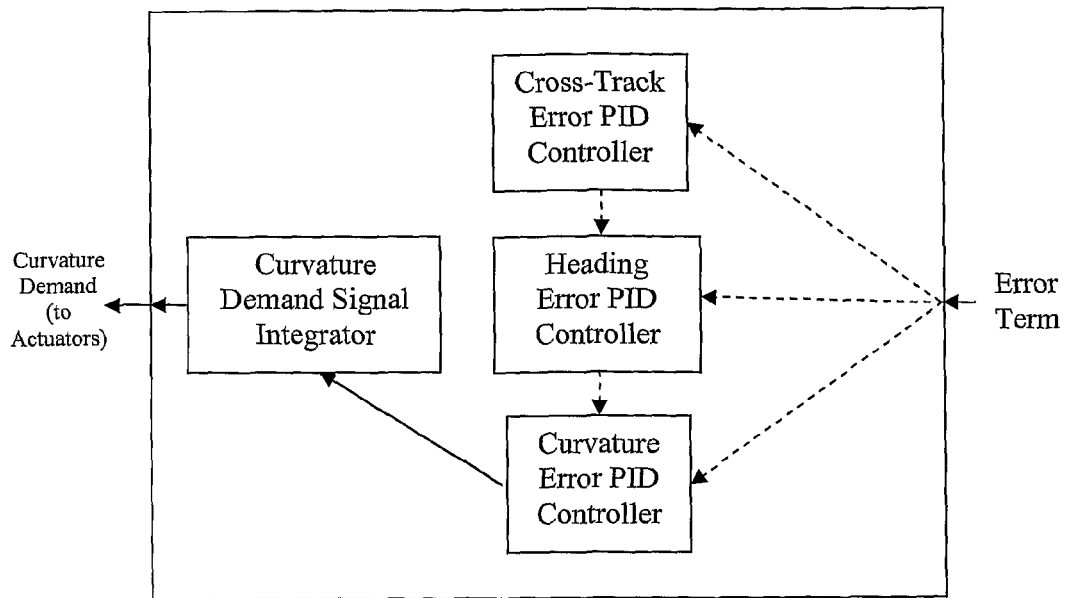 Cross-Track
Error PID
Controller
Curvature
Demand
(to
Actuators)
Curvature
Demand Signal
Integrator
Heading
Error PID
Controller
Error
Term
Curvature
Error PID
Controller